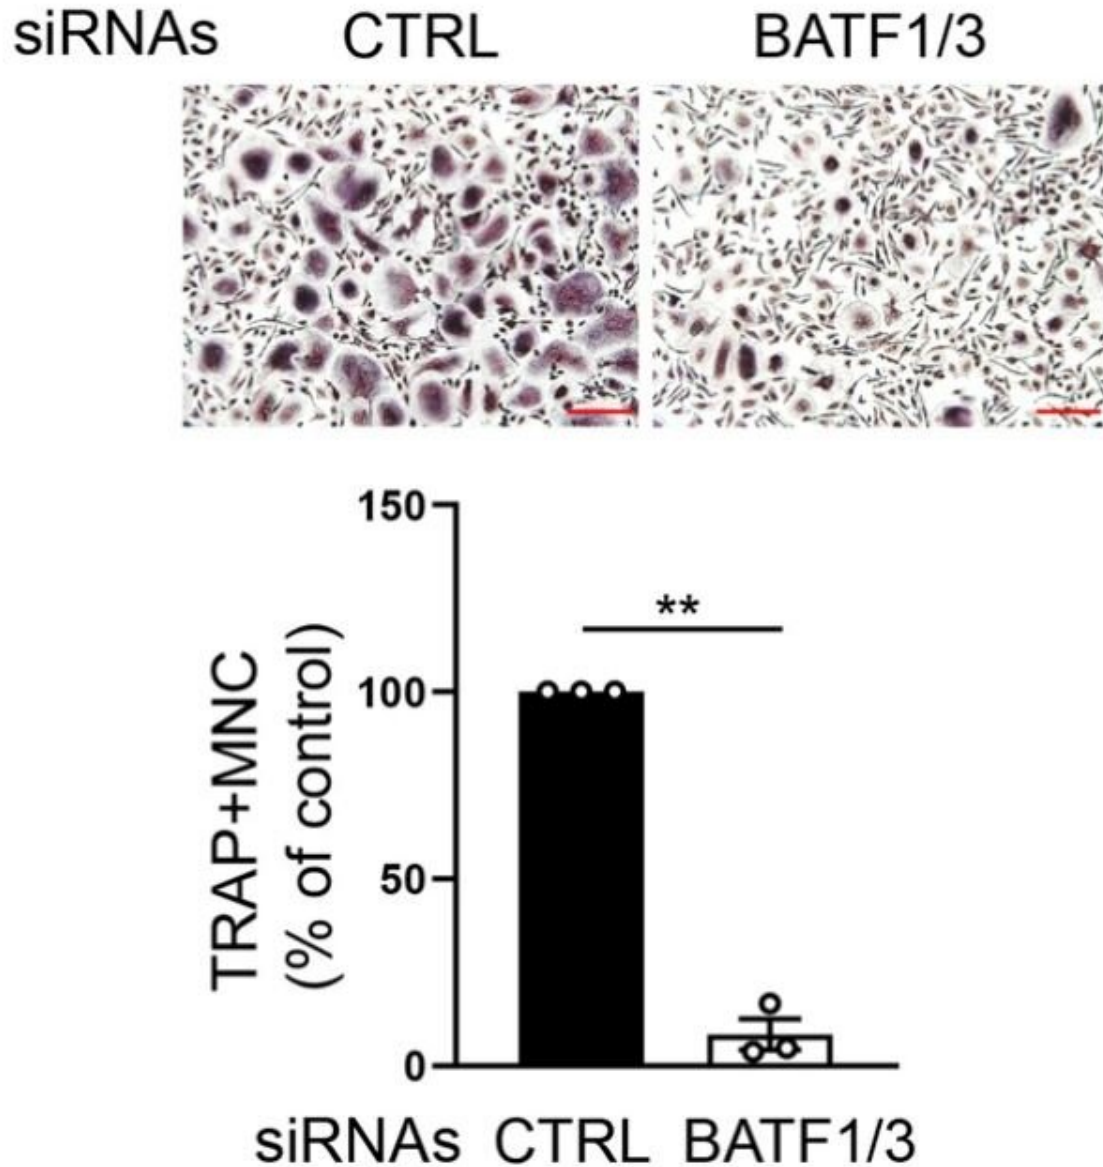 siRNAs CTRL BATF1/3
150
**
100
50
0
TRAP+MNC
(% of control)
siRNAs CTRL BATF1/3